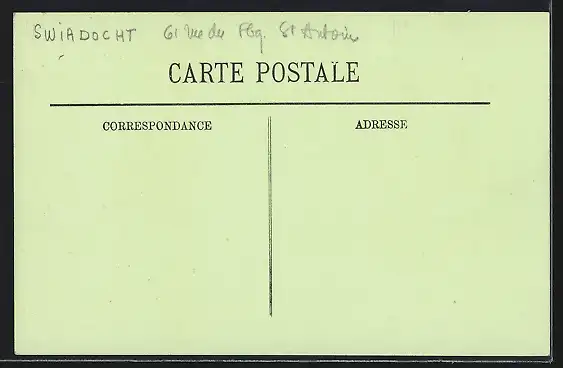 SWIADOCHT 61 rue du Fbg. St Antoine
CARTE POSTALE
CORRESPONDANCE
ADRESSE